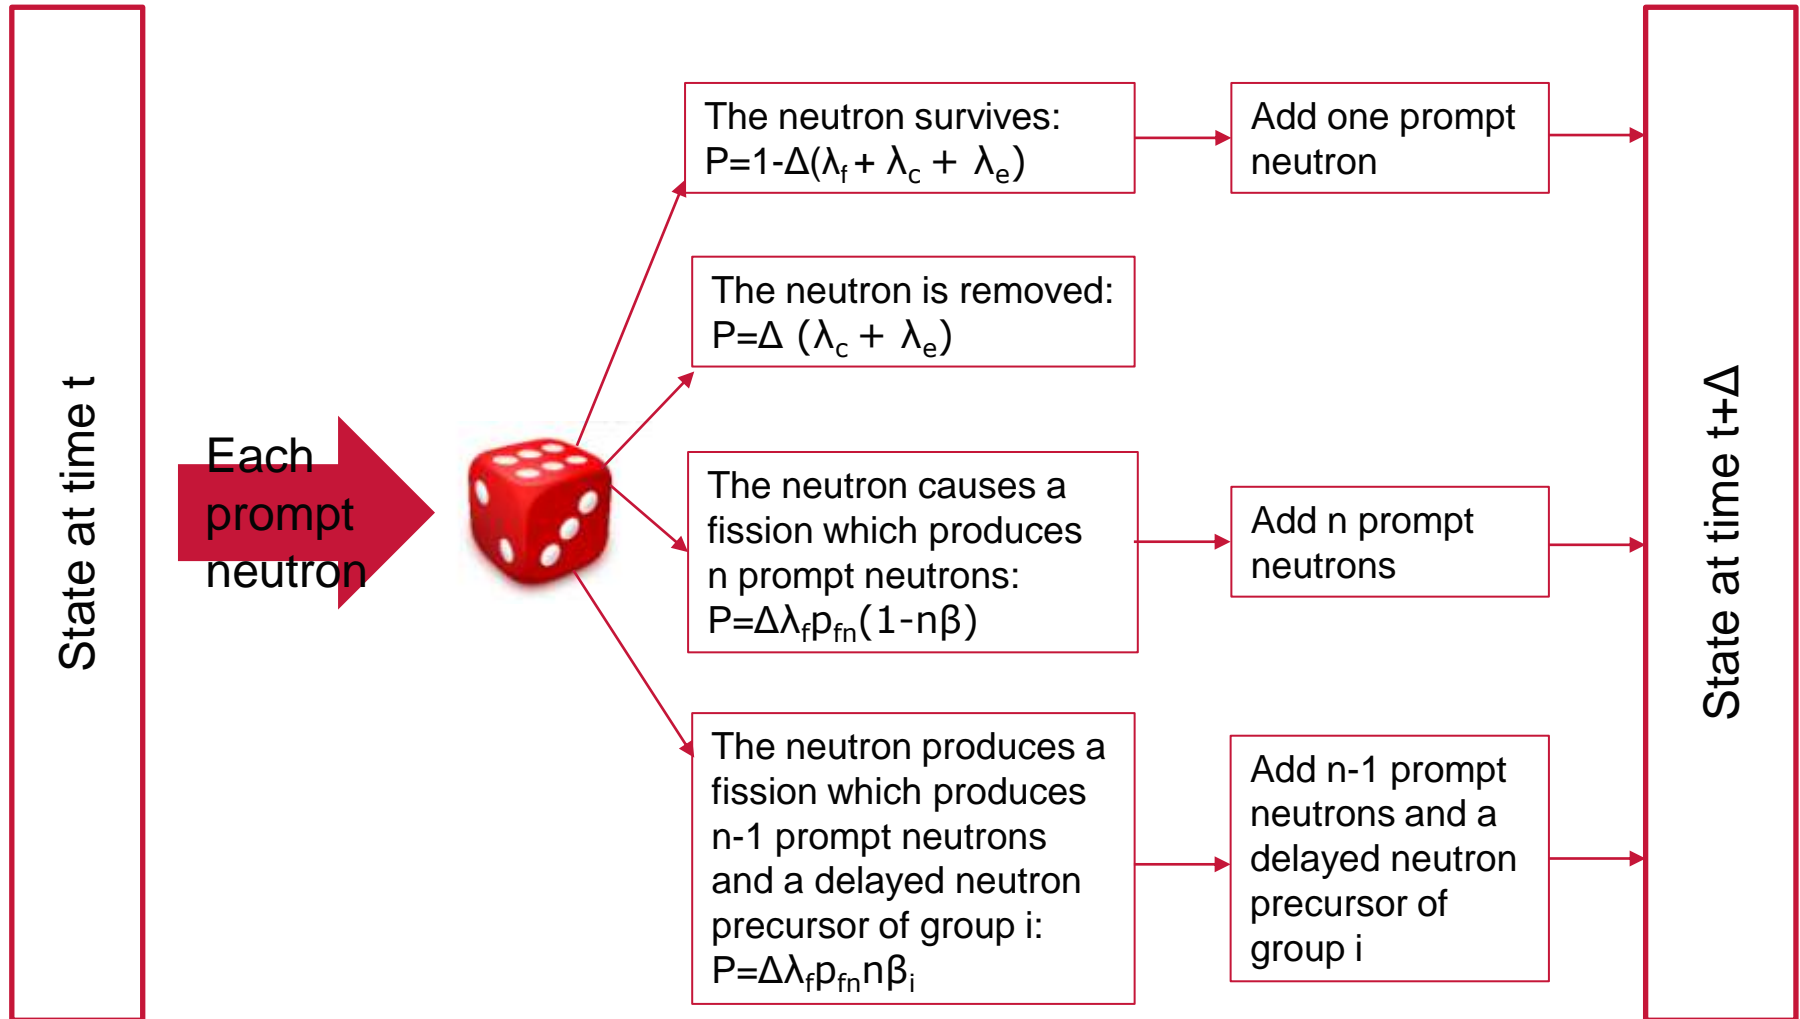 State at time t
Each
prompt
neutron
The neutron survives:
P=1-Δ(λf + λc + λe)
Add one prompt
neutron
The neutron is removed:
P=Δ (λc + λe)
The neutron causes a
fission which produces
n prompt neutrons:
P=Δλfpfn(1-nβ)
Add n prompt
neutrons
The neutron produces a
fission which produces
n-1 prompt neutrons
and a delayed neutron
precursor of group i:
P=Δλfpfnnβi
Add n-1 prompt
neutrons and a
delayed neutron
precursor of
group i
State at time t+Δ